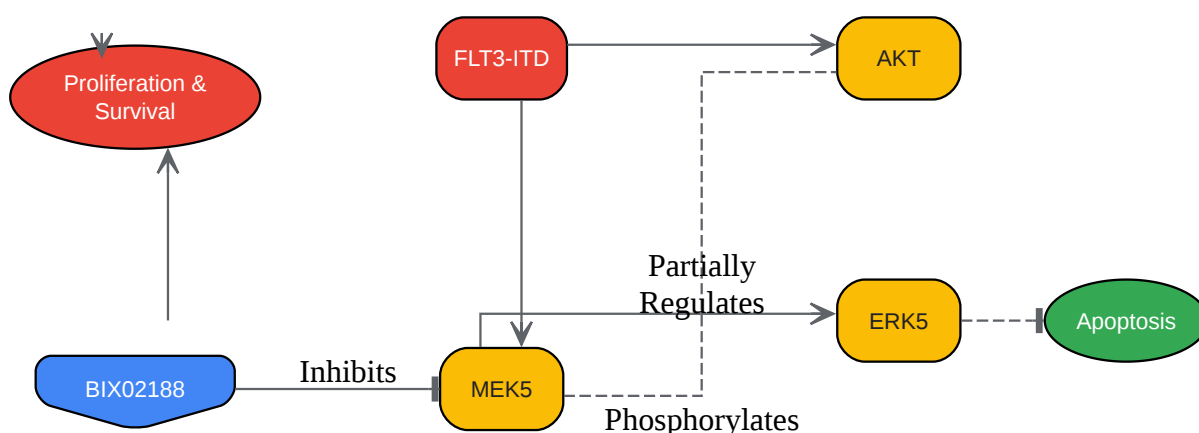 Proliferation &
Survival
FLT3-ITD
AKT
Partially
Regulates
ERK5
Apoptosis
BIX02188
Inhibits
MEK5
Phosphorylates